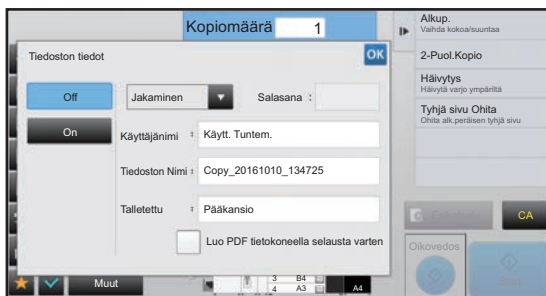 Kopiomäärä 1
Tiedoston tiedot
OK
Off
On
Jakaminen
Salasana :
Käyttäjänimi : Käytt. Tuntem.
Tiedoston Nimi : Copy_20161010_134725
Talletettu : Pääkansio
Luo PDF tietokoneella selausta varten
Muut
3 B4
4 A3
A4
Alkup.
Vaihda kokoa/suuntaa
2-Puol.Kopio
Häivytys
Häivytä varjo ympäriltä
Tyhjä sivu Ohita
Ohita alk.peräisen tyhjä sivu
CA
Oikovedos